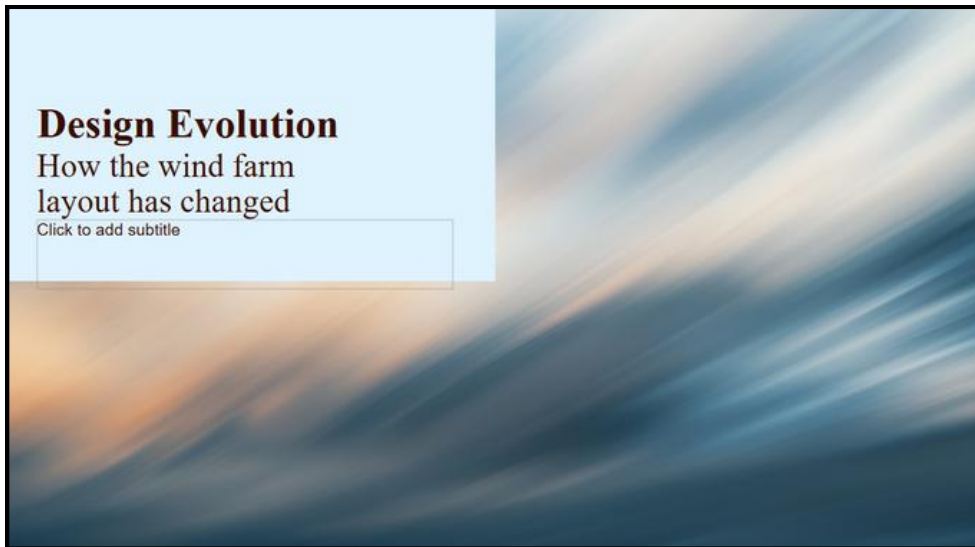 Design Evolution
How the wind farm
layout has changed
Click to add subtitle